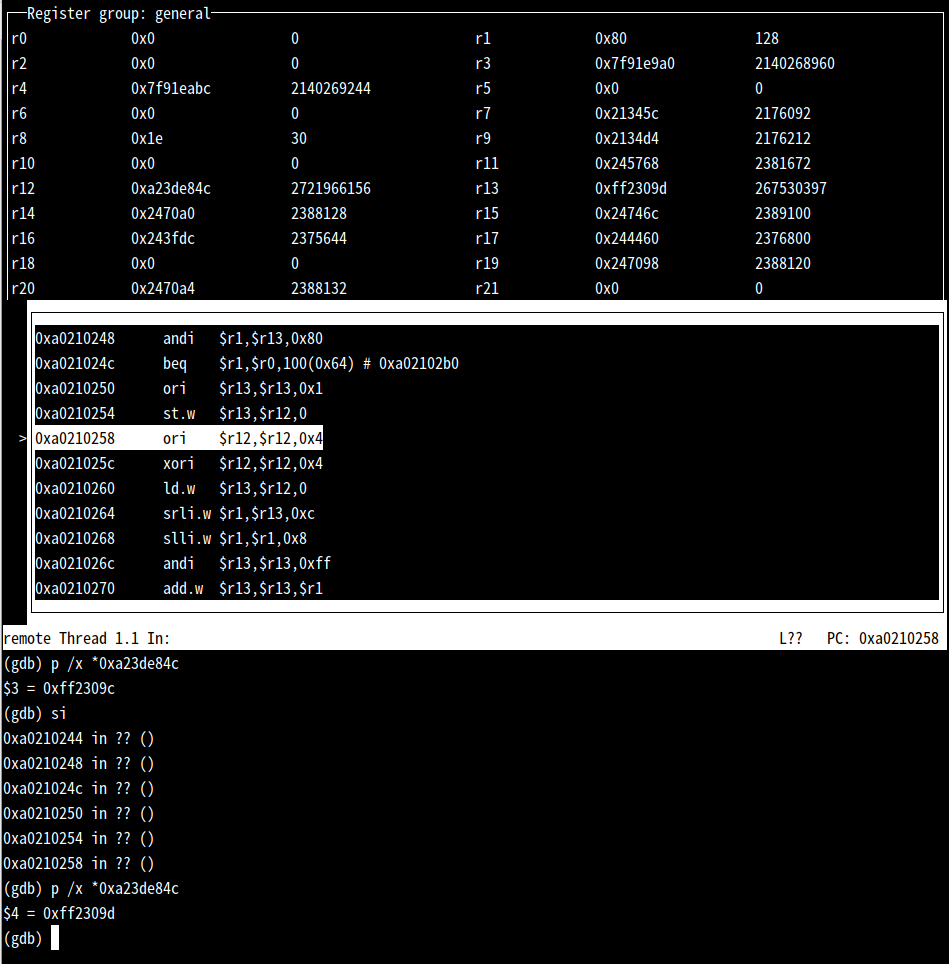 Register group: general
r0 0x0 0 r1 0x80 128
r2 0x0 0 r3 0x7f91e9a0 2140268960
r4 0x7f91eabc 2140269244 r5 0x0 0
r6 0x0 0 r7 0x21345c 2176092
r8 0x1e 30 r9 0x2134d4 2176212
r10 0x0 0 r11 0x245768 2381672
r12 0xa23de84c 2721966156 r13 0xff2309d 267530397
r14 0x2470a0 2388128 r15 0x24746c 2389100
r16 0x243fdc 2375644 r17 0x244460 2376800
r18 0x0 0 r19 0x247098 2388120
r20 0x2470a4 2388132 r21 0x0 0
0xa0210248 andi $r1,$r13,0x80
0xa021024c beq $r1,$r0,100(0x64) # 0xa02102b0
0xa0210250 ori $r13,$r13,0x1
0xa0210254 st.w $r13,$r12,0
> 0xa0210258 ori $r12,$r12,0x4
0xa021025c xori $r12,$r12,0x4
0xa0210260 ld.w $r13,$r12,0
0xa0210264 srli.w $r1,$r13,0xc
0xa0210268 slli.w $r1,$r1,0x8
0xa021026c andi $r13,$r13,0xff
0xa0210270 add.w $r13,$r13,$r1
remote Thread 1.1 In: L?? PC: 0xa0210258
(gdb) p /x *0xa23de84c
$3 = 0xff2309c
(gdb) si
0xa0210244 in ?? ()
0xa0210248 in ?? ()
0xa021024c in ?? ()
0xa0210250 in ?? ()
0xa0210254 in ?? ()
0xa0210258 in ?? ()
(gdb) p /x *0xa23de84c
$4 = 0xff2309d
(gdb)